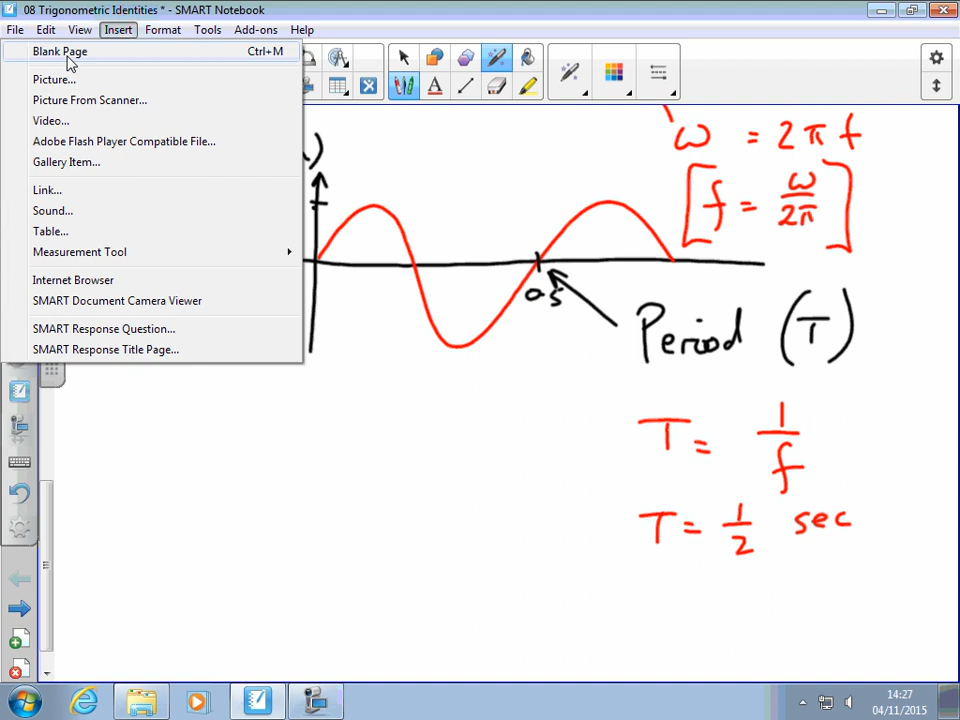 08 Trigonometric Identities * - SMART Notebook
File Edit View Insert Format Tools Add-ons Help
Blank Page Ctrl+M
Picture...
Picture From Scanner...
Video...
Adobe Flash Player Compatible File...
Gallery Item...
Link...
Sound...
Table...
Measurement Tool
Internet Browser
SMART Document Camera Viewer
SMART Response Question...
SMART Response Title Page...
)
ω = 2πf
[f = ω/2π]
0.5
Period (T)
T = 1/f
T = 1/2 sec
14:27
04/11/2015